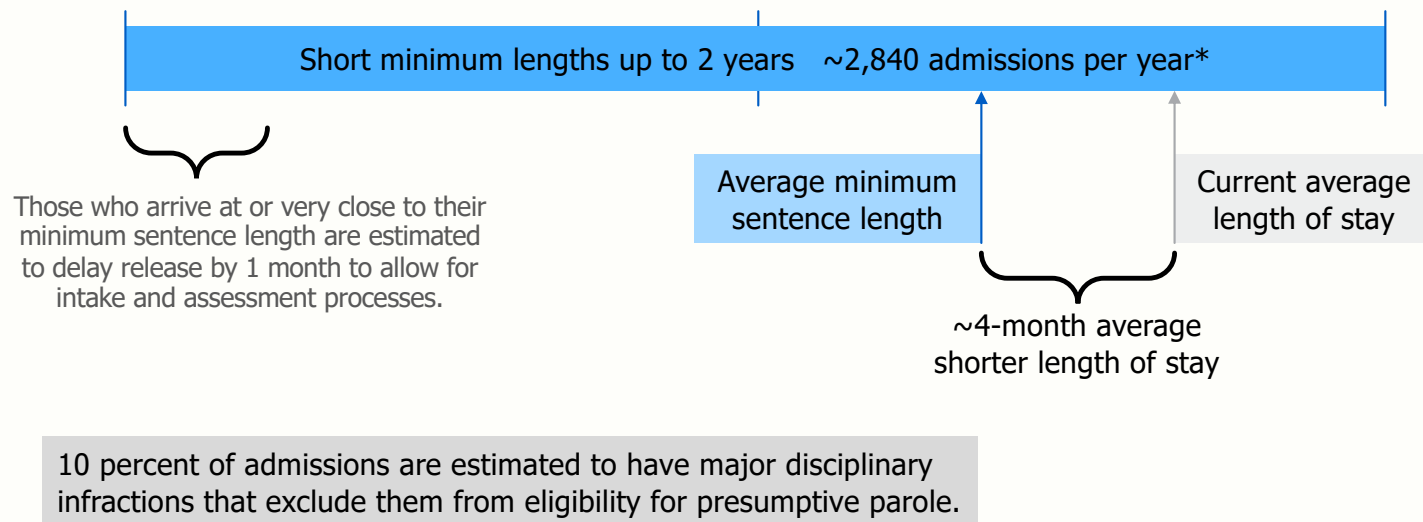 Short minimum lengths up to 2 years ~2,840 admissions per year*
Those who arrive at or very close to their
minimum sentence length are estimated
to delay release by 1 month to allow for
intake and assessment processes.
Average minimum
sentence length
Current average
length of stay
~4-month average
shorter length of stay
10 percent of admissions are estimated to have major disciplinary
infractions that exclude them from eligibility for presumptive parole.